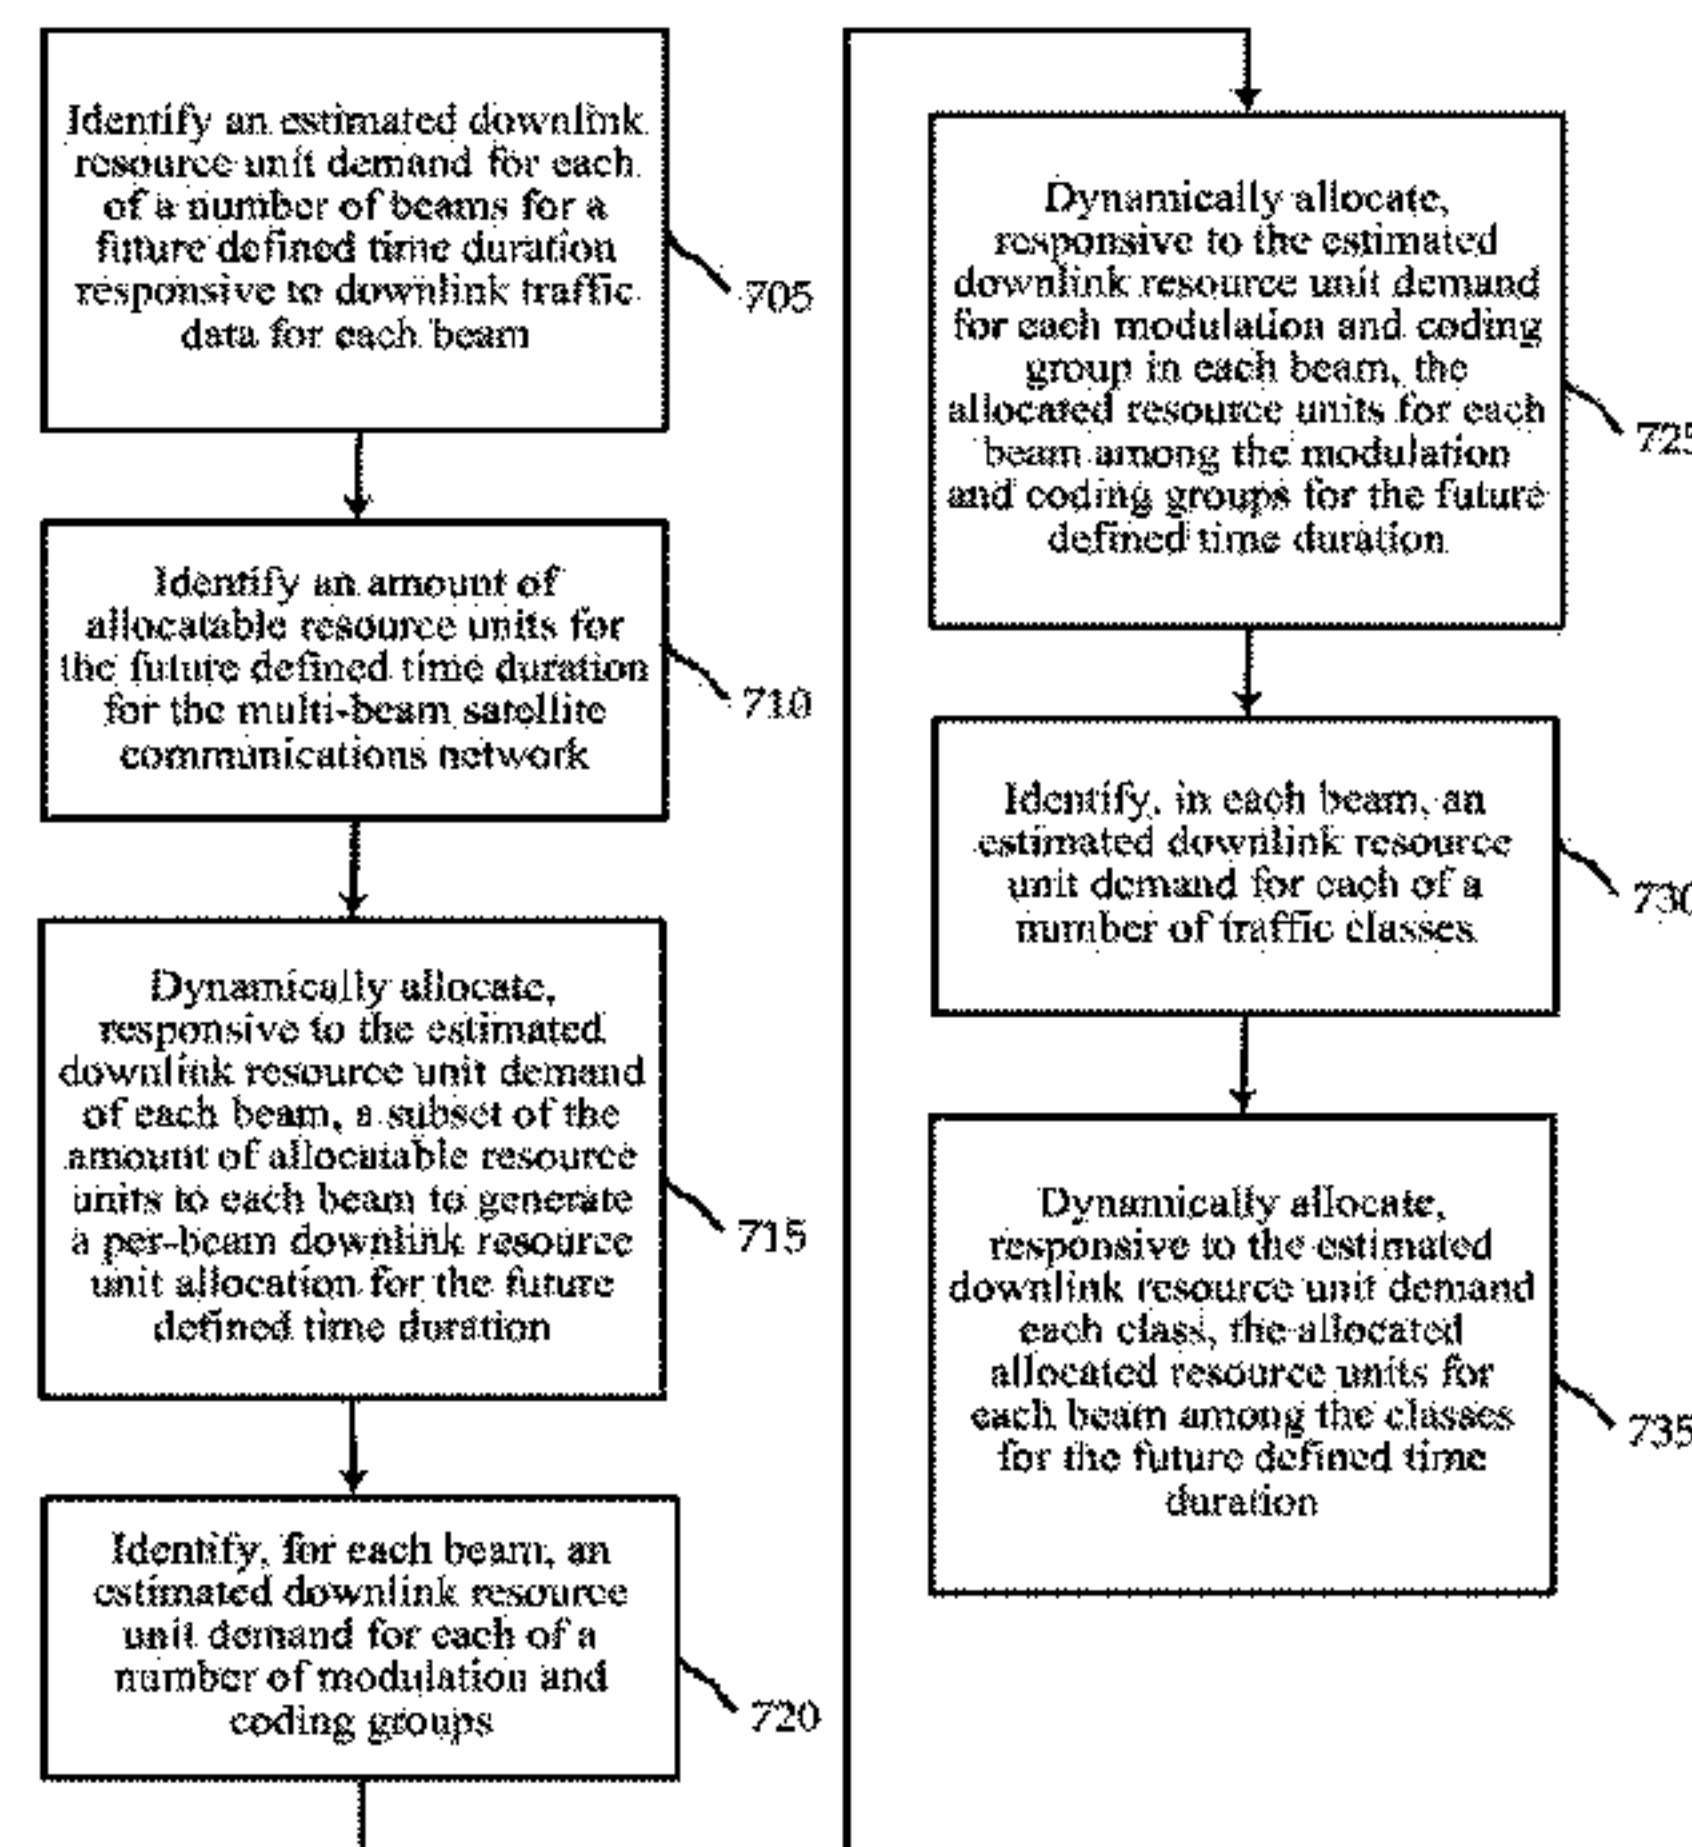 Identify an estimated downlink
resource unit demand for each
of a number of beams for a
future defined time duration
responsive to downlink traffic
data for each beam
705
Identify an amount of
allocatable resource units for
the future defined time duration
for the multi-beam satellite
communications network
710
Dynamically allocate,
responsive to the estimated
downlink resource unit demand
of each beam, a subset of the
amount of allocatable resource
units to each beam to generate
a per-beam downlink resource
unit allocation for the future
defined time duration
715
Identify, for each beam, an
estimated downlink resource
unit demand for each of a
number of modulation and
coding groups
720
Dynamically allocate,
responsive to the estimated
downlink resource unit demand
for each modulation and coding
group in each beam, the
allocated resource units for each
beam among the modulation
and coding groups for the future
defined time duration
725
Identify, in each beam, an
estimated downlink resource
unit demand for each of a
number of traffic classes
730
Dynamically allocate,
responsive to the estimated
downlink resource unit demand
each class, the allocated
allocated resource units for
each beam among the classes
for the future defined time
duration
735